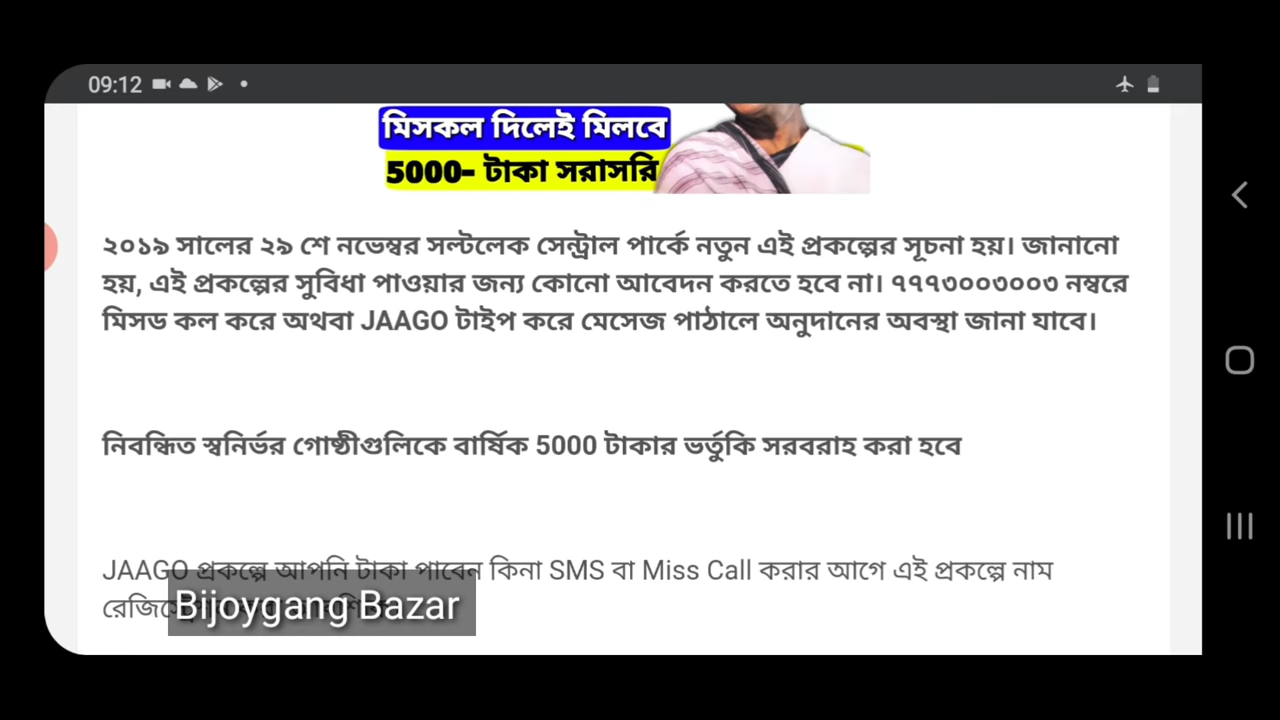 09:12
মিসকল দিলেই মিলবে
5000- টাকা সরাসরি
২০১৯ সালের ২৯ শে নভেম্বর সল্টলেক সেন্ট্রাল পার্কে নতুন এই প্রকল্পের সূচনা হয়। জানানো
হয়, এই প্রকল্পের সুবিধা পাওয়ার জন্য কোনো আবেদন করতে হবে না। ৭৭৭৩০০৩০০৩ নম্বরে
মিসড কল করে অথবা JAAGO টাইপ করে মেসেজ পাঠালে অনুদানের অবস্থা জানা যাবে।
নিবন্ধিত স্বনির্ভর গোষ্ঠীগুলিকে বার্ষিক 5000 টাকার ভর্তুকি সরবরাহ করা হবে
JAAGO প্রকল্পে আপনি টাকা পাবেন কিনা SMS বা Miss Call করার আগে এই প্রকল্পে নাম
Bijoygang Bazar